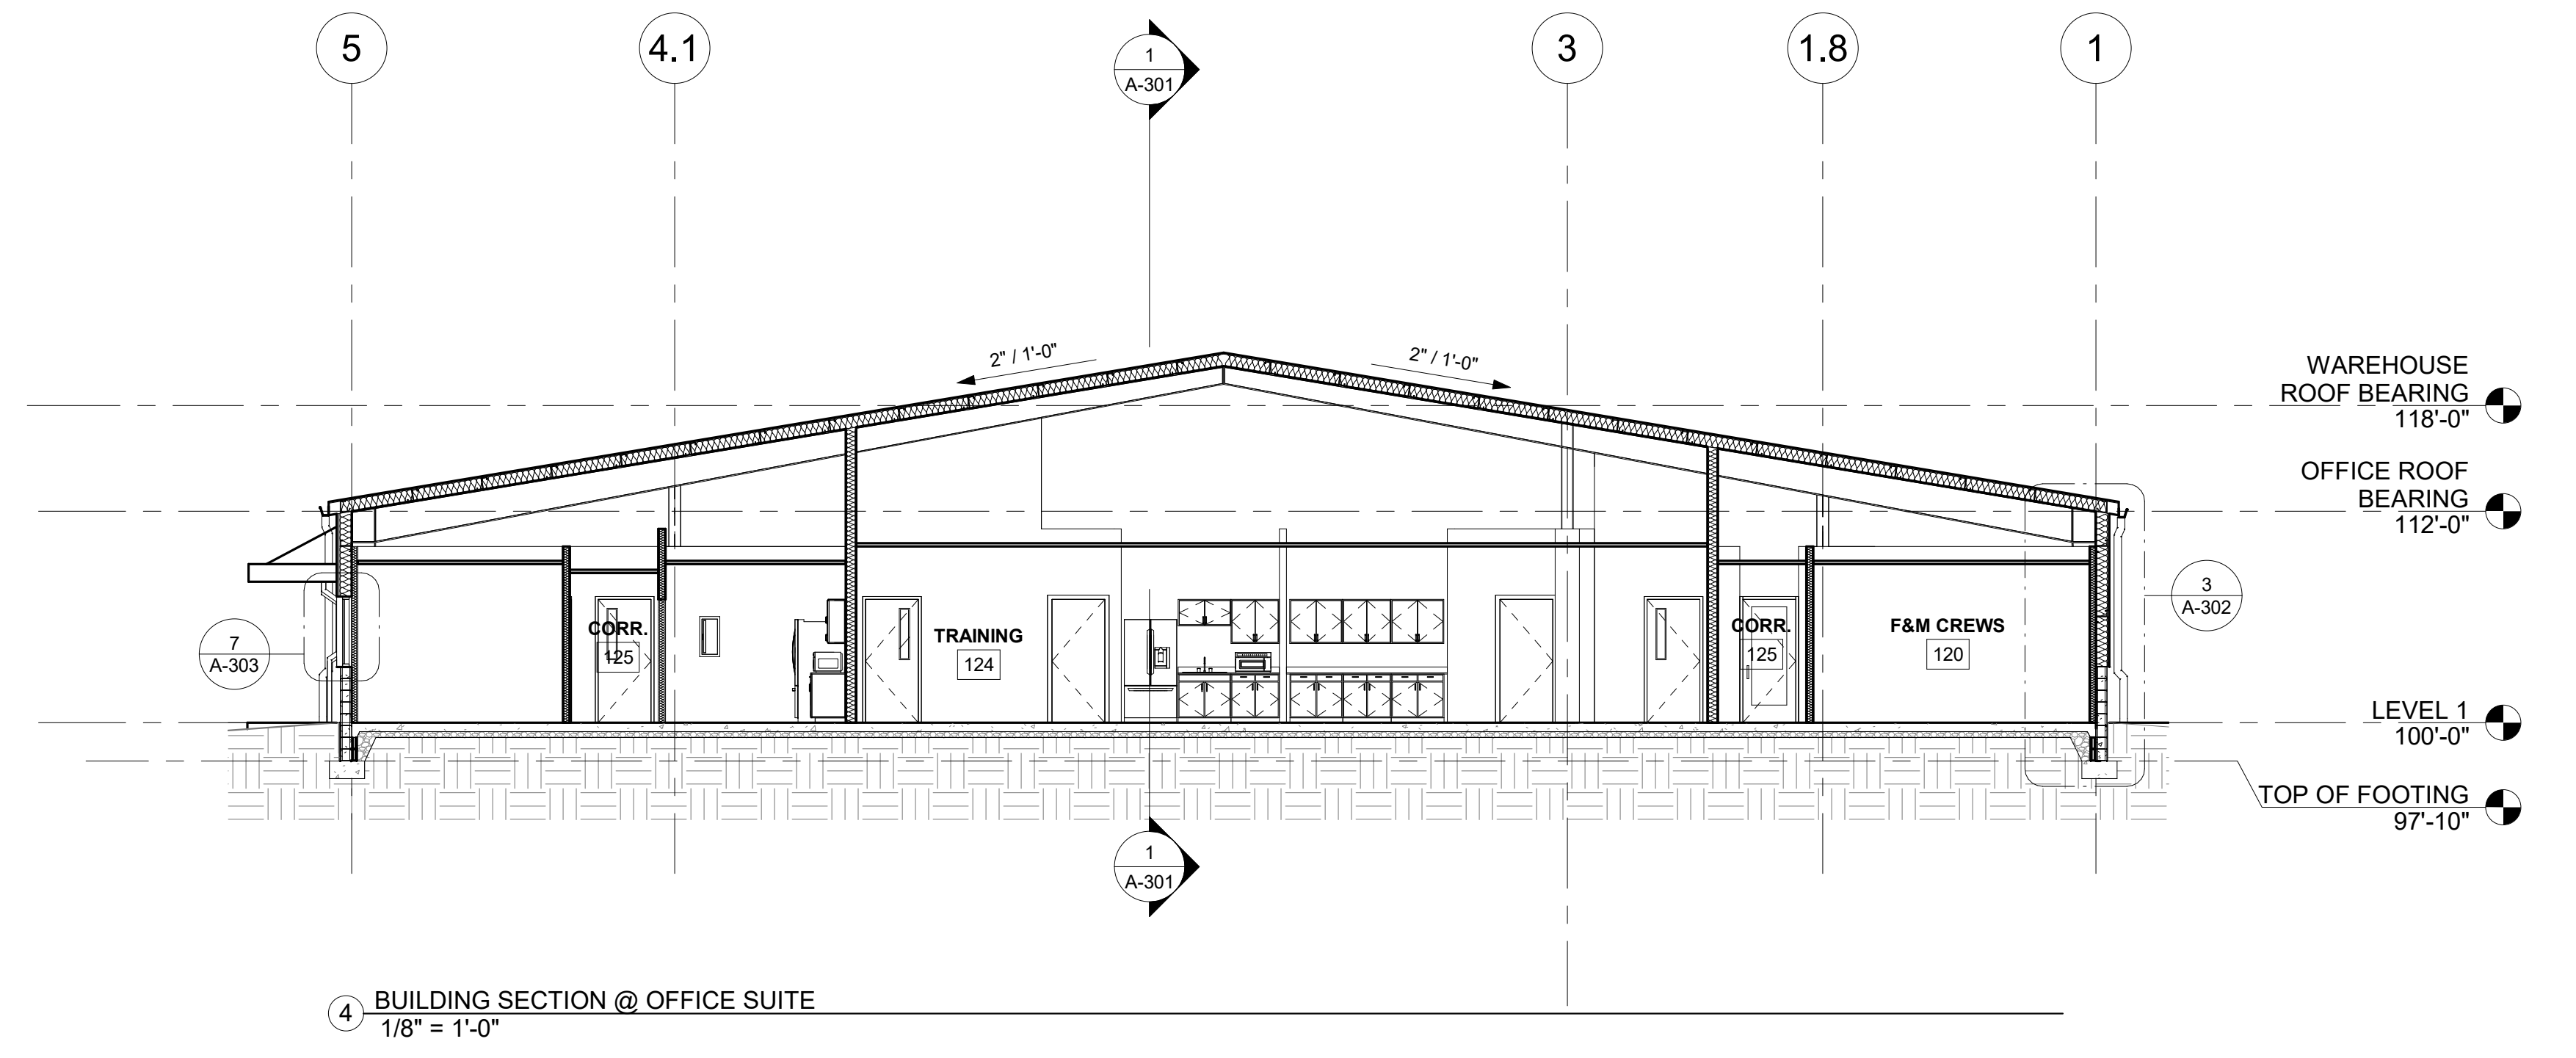 5
4.1
1
A-301
3
1.8
1
2" / 1'-0"
2" / 1'-0"
WAREHOUSE
ROOF BEARING
118'-0"
OFFICE ROOF
BEARING
112'-0"
3
A-302
7
A-303
CORR.
125
TRAINING
124
CORR.
125
F&M CREWS
120
LEVEL 1
100'-0"
TOP OF FOOTING
97'-10"
1
A-301
4
BUILDING SECTION @ OFFICE SUITE
1/8" = 1'-0"